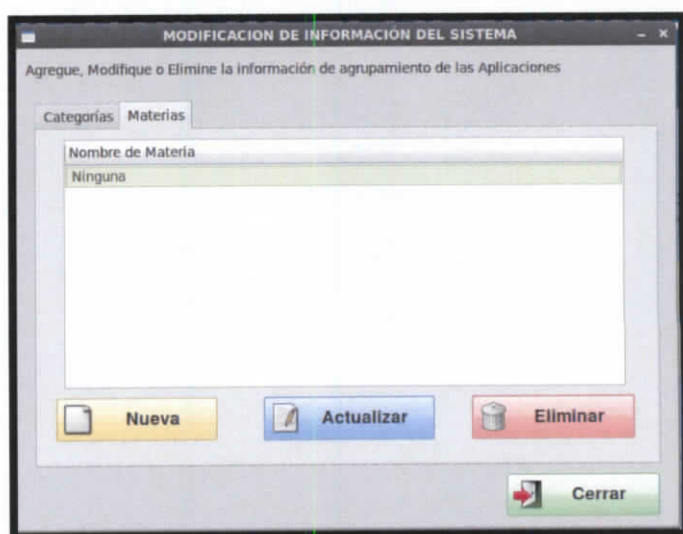 MODIFICACION DE INFORMACIÓN DEL SISTEMA
Agregue, Modifique o Elimine la información de agrupamiento de las Aplicaciones
Categorías Materias
Nombre de Materia
Ninguna
Nueva Actualizar Eliminar
Cerrar